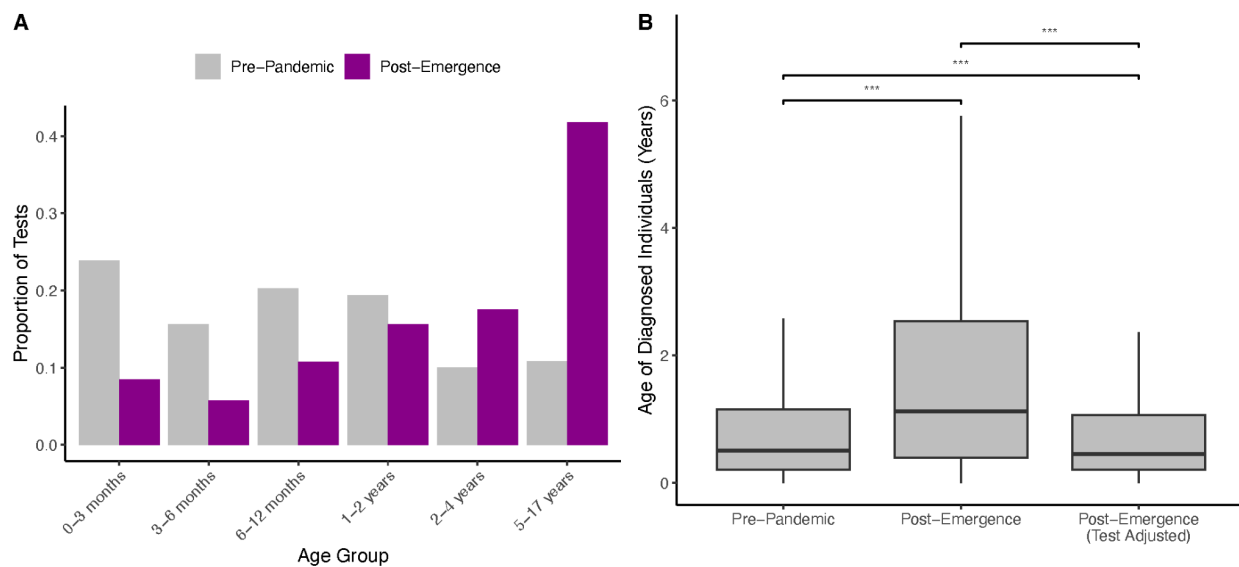 A
Pre−Pandemic
Post−Emergence
Proportion of Tests
0.4
0.3
0.2
0.1
0.0
0−3 months
3−6 months
6−12 months
1−2 years
2−4 years
5−17 years
Age Group
B
***
***
***
Age of Diagnosed Individuals (Years)
6
4
2
0
Pre−Pandemic
Post−Emergence
Post−Emergence
(Test Adjusted)